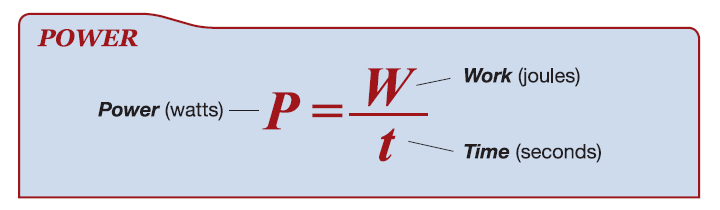 POWER
Power (watts)
P = W / t
Work (joules)
Time (seconds)